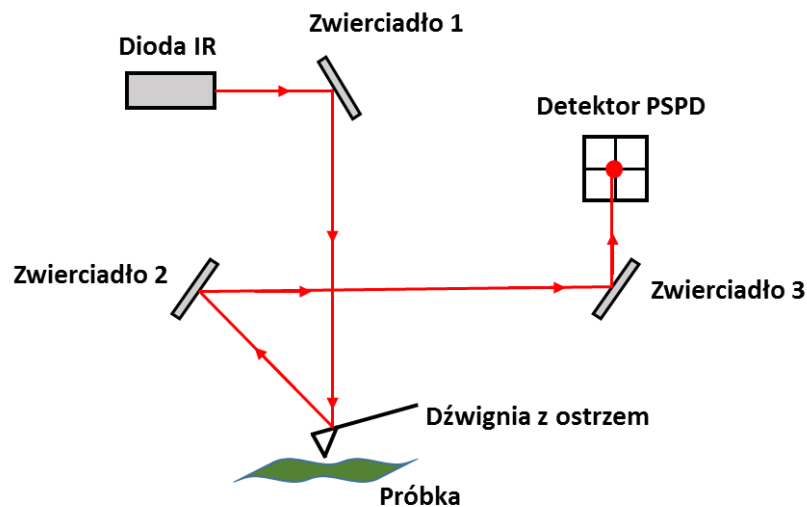 Zwierciadło 1
Dioda IR
Detektor PSPD
Zwierciadło 2
Zwierciadło 3
Dźwignia z ostrzem
Próbka